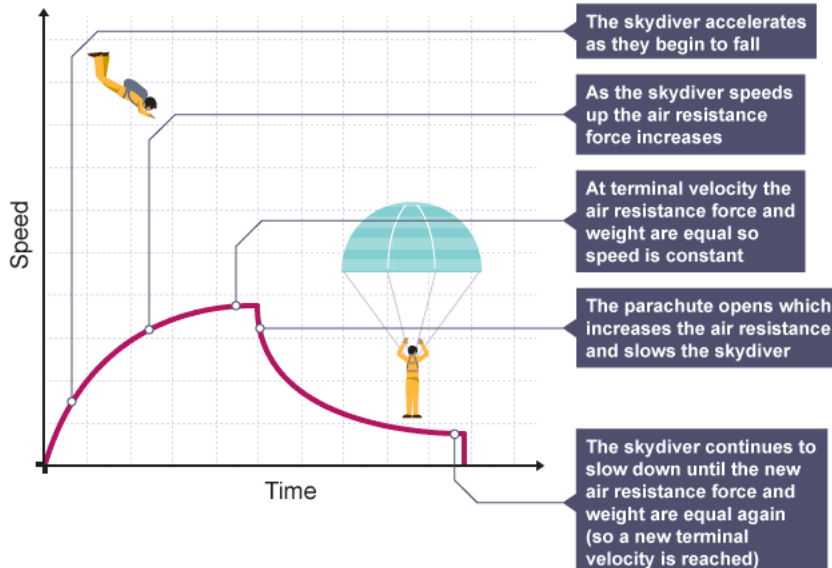 The skydiver accelerates
as they begin to fall
As the skydiver speeds
up the air resistance
force increases
At terminal velocity the
air resistance force and
weight are equal so
speed is constant
The parachute opens which
increases the air resistance
and slows the skydiver
The skydiver continues to
slow down until the new
air resistance force and
weight are equal again
(so a new terminal
velocity is reached)
Speed
Time